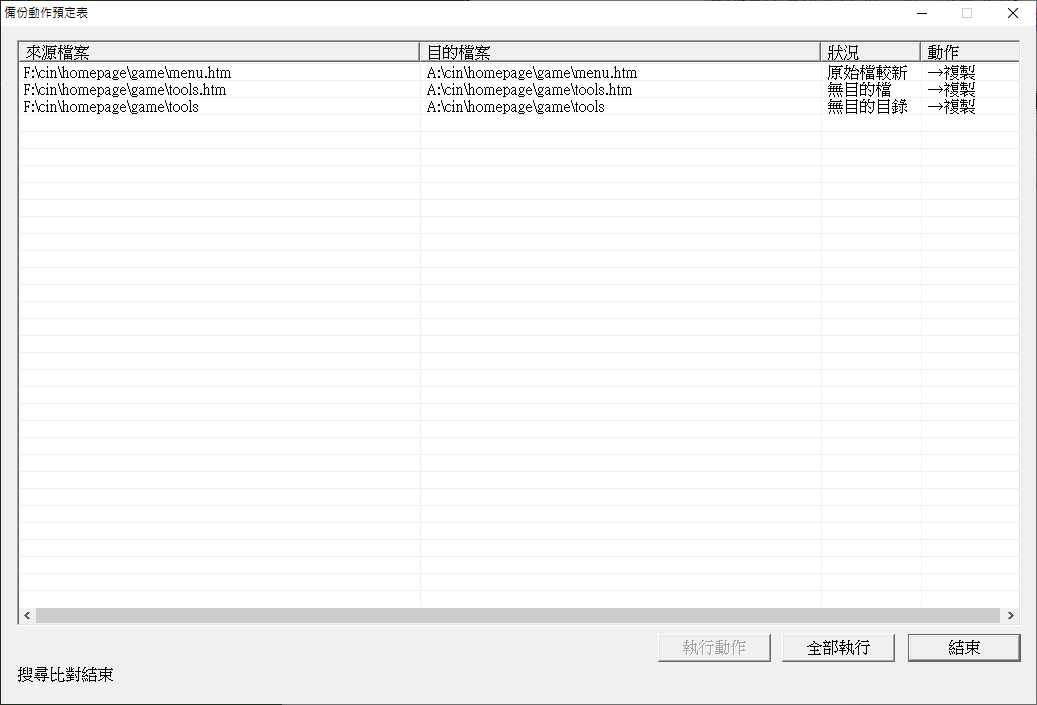 備份動作預定表
來源檔案 目的檔案 狀況 動作
F:\cin\homepage\game\menu.htm A:\cin\homepage\game\menu.htm 原始檔較新 →複製
F:\cin\homepage\game\tools.htm A:\cin\homepage\game\tools.htm 無目的檔 →複製
F:\cin\homepage\game\tools A:\cin\homepage\game\tools 無目的目錄 →複製
執行動作 全部執行 結束
搜尋比對結束